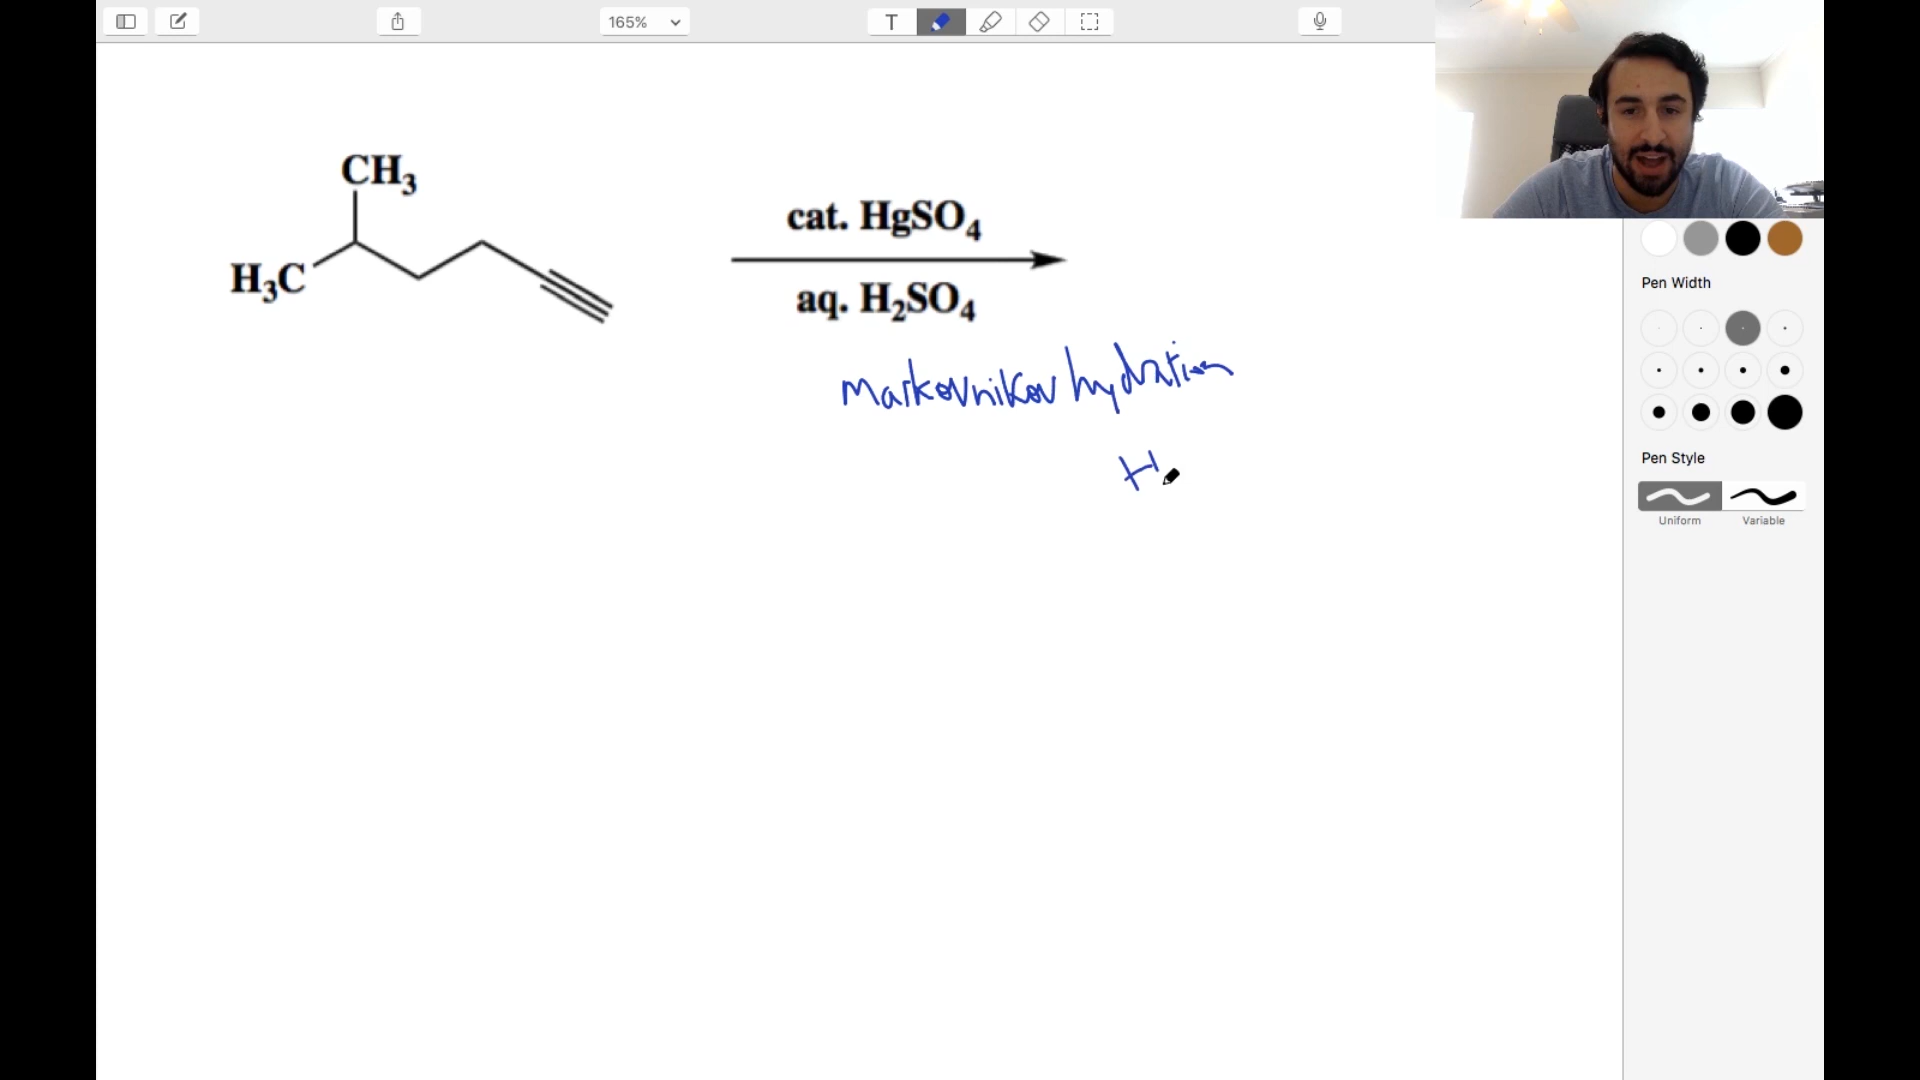 165%
T
CH₃
H₃C
cat. HgSO₄
aq. H₂SO₄
Markovnikov hydration
H
Pen Width
Pen Style
Uniform Variable